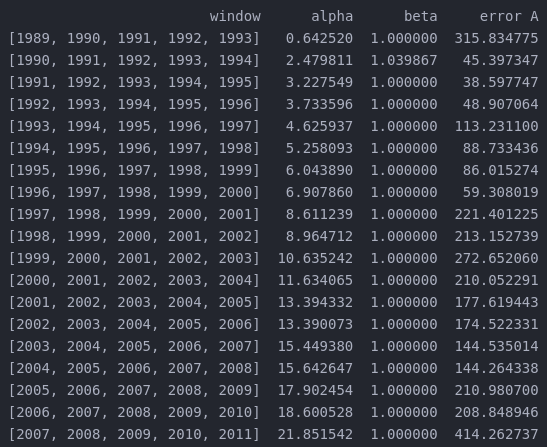 window alpha beta error A
[1989, 1990, 1991, 1992, 1993] 0.642520 1.000000 315.834775
[1990, 1991, 1992, 1993, 1994] 2.479811 1.039867 45.397347
[1991, 1992, 1993, 1994, 1995] 3.227549 1.000000 38.597747
[1992, 1993, 1994, 1995, 1996] 3.733596 1.000000 48.907064
[1993, 1994, 1995, 1996, 1997] 4.625937 1.000000 113.231100
[1994, 1995, 1996, 1997, 1998] 5.258093 1.000000 88.733436
[1995, 1996, 1997, 1998, 1999] 6.043890 1.000000 86.015274
[1996, 1997, 1998, 1999, 2000] 6.907860 1.000000 59.308019
[1997, 1998, 1999, 2000, 2001] 8.611239 1.000000 221.401225
[1998, 1999, 2000, 2001, 2002] 8.964712 1.000000 213.152739
[1999, 2000, 2001, 2002, 2003] 10.635242 1.000000 272.652060
[2000, 2001, 2002, 2003, 2004] 11.634065 1.000000 210.052291
[2001, 2002, 2003, 2004, 2005] 13.394332 1.000000 177.619443
[2002, 2003, 2004, 2005, 2006] 13.390073 1.000000 174.522331
[2003, 2004, 2005, 2006, 2007] 15.449380 1.000000 144.535014
[2004, 2005, 2006, 2007, 2008] 15.642647 1.000000 144.264338
[2005, 2006, 2007, 2008, 2009] 17.902454 1.000000 210.980700
[2006, 2007, 2008, 2009, 2010] 18.600528 1.000000 208.848946
[2007, 2008, 2009, 2010, 2011] 21.851542 1.000000 414.262737